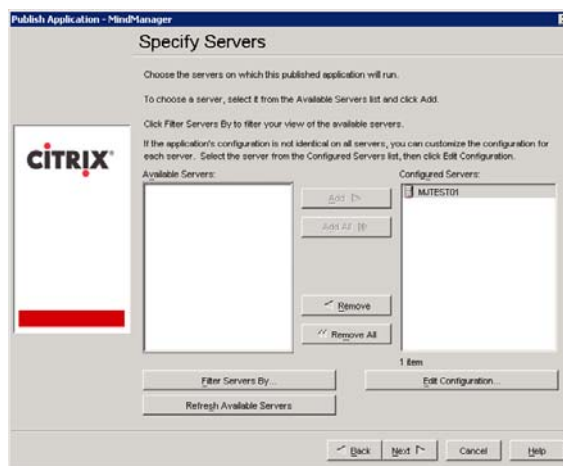 Publish Application - MindManager
Specify Servers
Choose the servers on which this published application will run.
To choose a server, select it from the Available Servers list and click Add.
Click Filter Servers By to filter your view of the available servers.
If the application's configuration is not identical on all servers, you can customize the configuration for
each server. Select the server from the Configured Servers list, then click Edit Configuration.
CITRIX
Available Servers:
Configured Servers:
MJTEST01
Add
Add All
Remove
Remove All
1 item
Filter Servers By...
Edit Configuration...
Refresh Available Servers
Back
Next
Cancel
Help